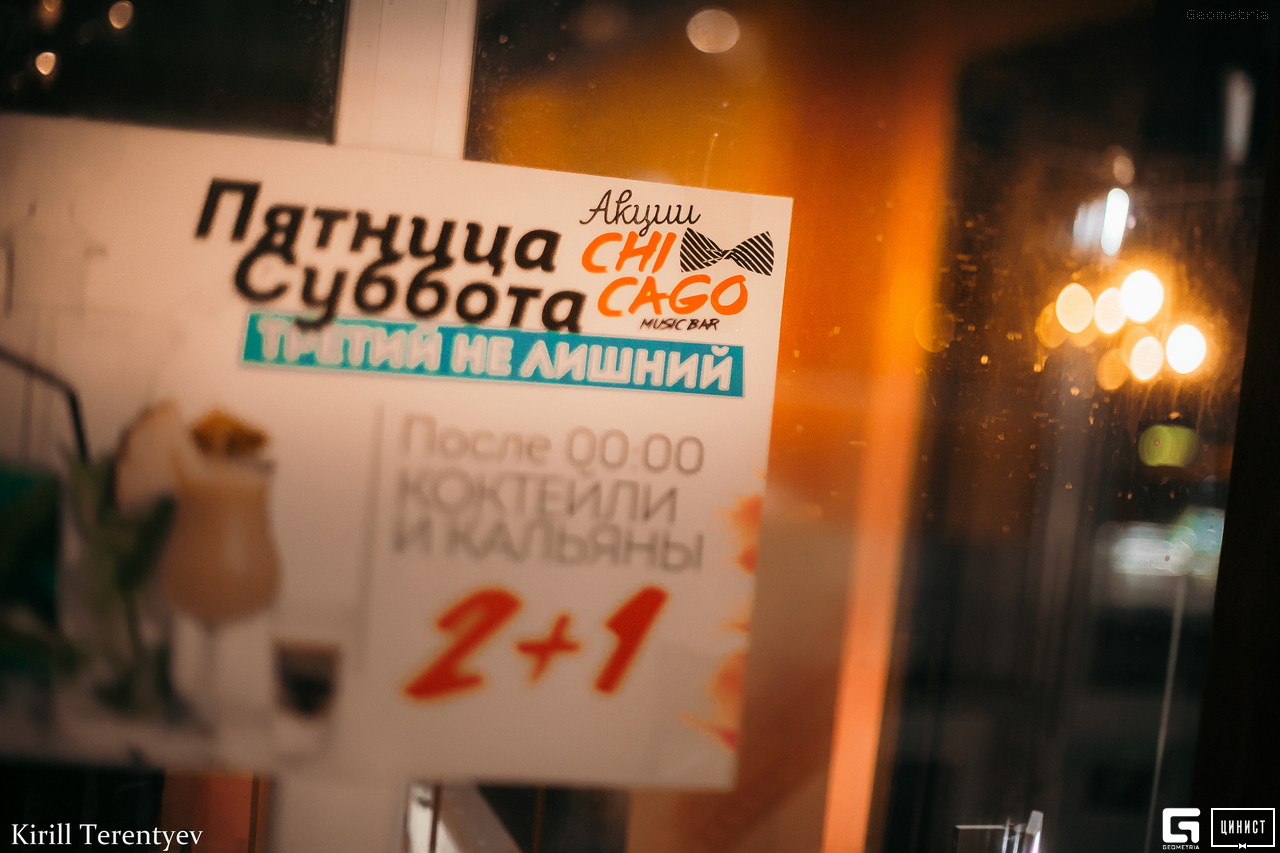 Geometria
Акции
CHI
CAGO
MUSIC BAR
Пятница
Суббота
ТРЕТИЙ НЕ ЛИШНИЙ
После 00:00
КОКТЕЙЛИ
И КАЛЬЯНЫ
2+1
Kirill Terentyev
GEOMETRIA
ЦИНИСТ